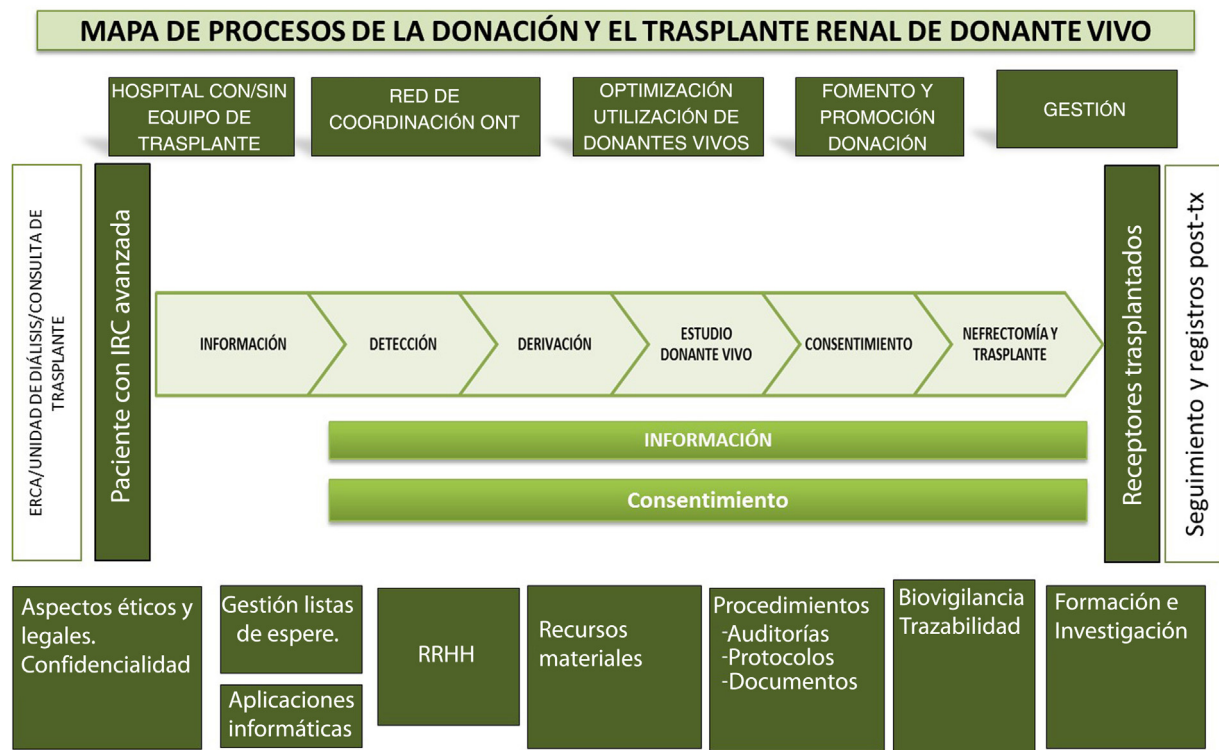 MAPA DE PROCESOS DE LA DONACIÓN Y EL TRASPLANTE RENAL DE DONANTE VIVO
HOSPITAL CON/SIN
EQUIPO DE
TRASPLANTE
RED DE
COORDINACIÓN ONT
OPTIMIZACIÓN
UTILIZACIÓN DE
DONANTES VIVOS
FOMENTO Y
PROMOCIÓN
DONACIÓN
GESTIÓN
ERCA/UNIDAD DE DIÁLISIS/CONSULTA DE
TRASPLANTE
Paciente con IRC avanzada
INFORMACIÓN
DETECCIÓN
DERIVACIÓN
ESTUDIO
DONANTE VIVO
CONSENTIMIENTO
NEFRECTOMÍA Y
TRASPLANTE
INFORMACIÓN
Consentimiento
Receptores trasplantados
Seguimiento y registros post-tx
Aspectos éticos y
legales.
Confidencialidad
Gestión listas
de espere.
Aplicaciones
informáticas
RRHH
Recursos
materiales
Procedimientos
-Auditorías
-Protocolos
-Documentos
Biovigilancia
Trazabilidad
Formación e
Investigación